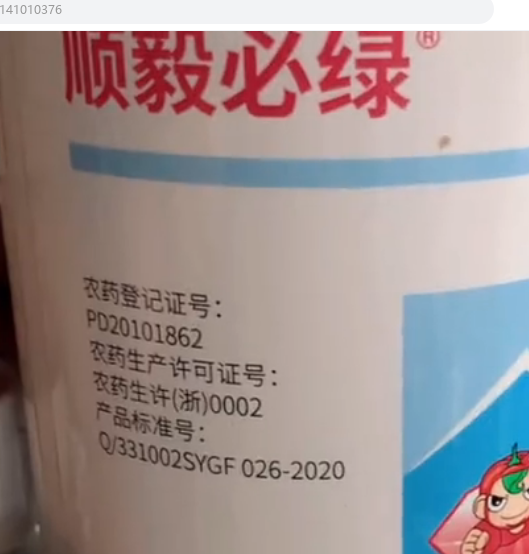 141010376
顺毅必绿®
农药登记证号：
PD20101862
农药生产许可证号：
农药生许(浙)0002
产品标准号：
Q/331002SYGF 026-2020